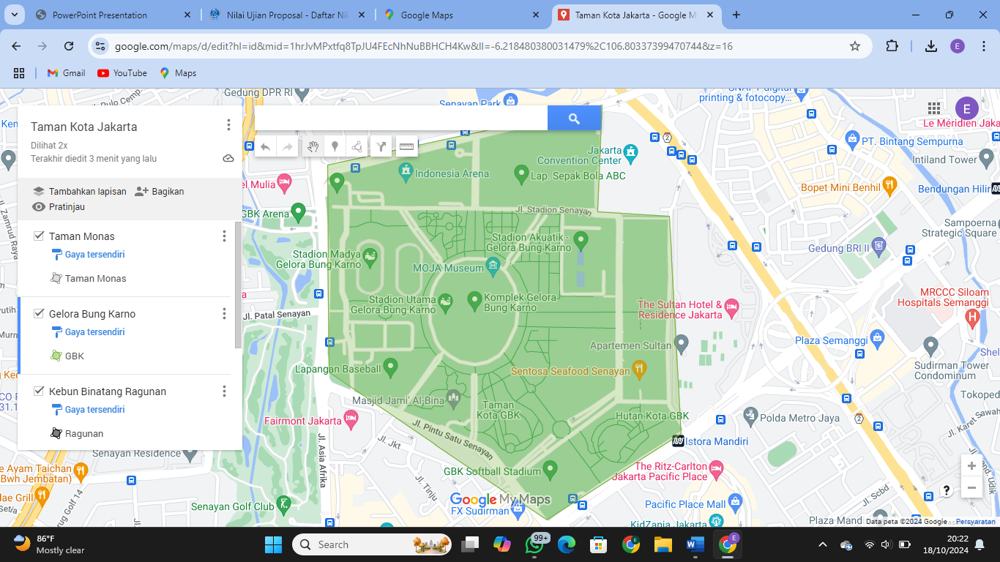 PowerPoint Presentation
Nilai Ujian Proposal - Daftar Nil
Google Maps
Taman Kota Jakarta - Google M
google.com/maps/d/edit?hl=id&mid=1hrJvMPxtfq8TpJU4FEcNhNuBBHCH4Kw&ll=-6.218480380031479%2C106.80337399470744&z=16
E
Gmail
YouTube
Maps
Taman Kota Jakarta
Dilihat 2x
Terakhir diedit 3 menit yang lalu
Tambahkan lapisan
Bagikan
Pratinjau
Taman Monas
Gaya tersendiri
Taman Monas
Gelora Bung Karno
Gaya tersendiri
GBK
Kebun Binatang Ragunan
Gaya tersendiri
Ragunan
Gedung DPR RI
Pulo Cemp.
Senayan Park
printing & fotocopy...
E
Le Méridien Jaka
PT. Bintang Sempurna
Intiland Tower
Jakarta
Convention Center
Indonesia Arena
Lap. Sepak Bola ABC
el Mulia
Bopet Mini Benhil
Bendungan Hilir
GBK Arena
Jl. Stadion Senayan
Jl. Zamrud Raya
Sampoerna
Strategic Square
Stadion Akuatik -
Gelora Bung Karno
Gedung BRI II
Stadion Madya
Gelora Bung Karno
MOJA Museum
Stadion Utama
Gelora Bung Karno
Komplek Gelora
Bung Karno
The Sultan Hotel &
Residence Jakarta
MRCCC Siloam
Hospitals Semanggi
Jl. Patal Senayan
Apartemen Sultan
Plaza Semanggi
Sudirman Tower
Condominum
Lapangan Baseball
Sentosa Seafood Senayan
Masjid Jami' Al-Bina
Taman
Kota GBK
Hutan Kota GBK
Tokoped
Fairmont Jakarta
Jl. Pintu Satu Senayan
Polda Metro Jaya
Jl. Karet Sawah
Jl. Jkt
Istora Mandiri
Jl. Asia Afrika
Senayan Residence
e Ayam Taichan
(Bwh Jembatan)
GBK Softball Stadium
The Ritz-Carlton
Jakarta Pacific Place
Jl. Tinju
Jl. Scbd
Google My Maps
FX Sudirman
Pacific Place Mall
Senayan Golf Club
KidZania Jakarta
Plaza Mand
Data peta ©2024 Google
Persyaratan
86°F
Mostly clear
Search
99+
20:22
18/10/2024